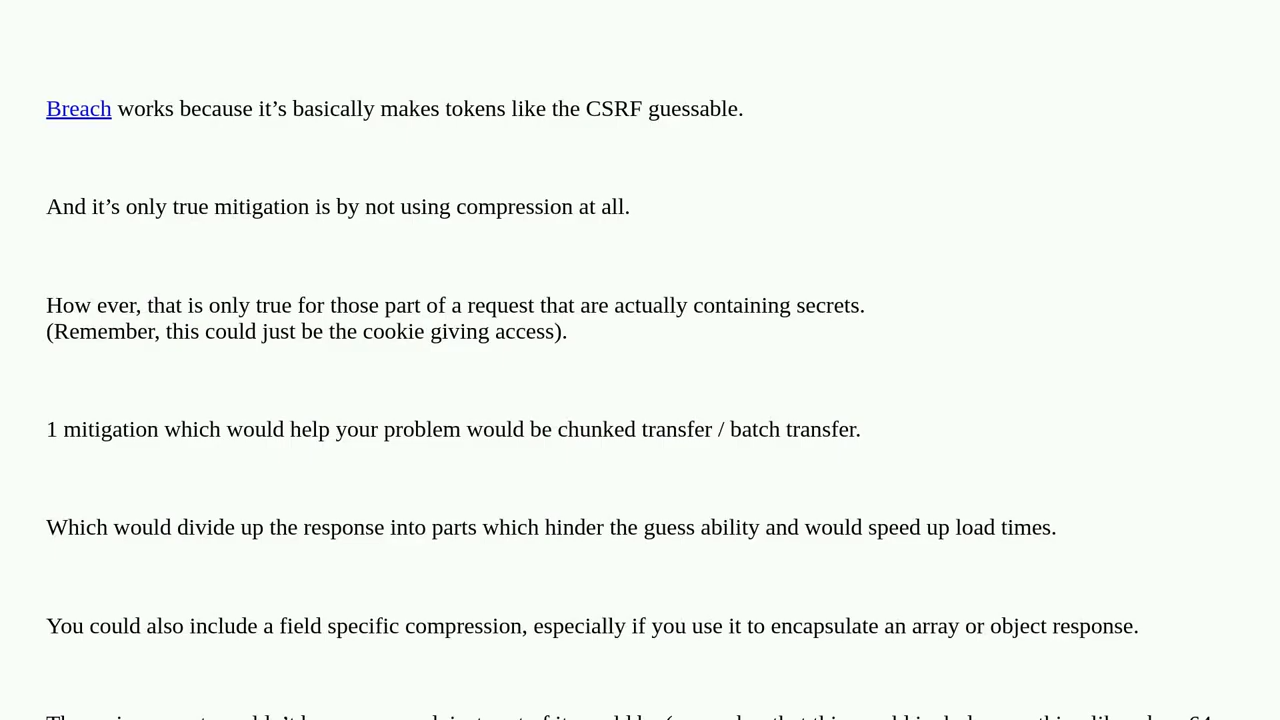 Breach works because it’s basically makes tokens like the CSRF guessable.
And it’s only true mitigation is by not using compression at all.
How ever, that is only true for those part of a request that are actually containing secrets.
(Remember, this could just be the cookie giving access).
1 mitigation which would help your problem would be chunked transfer / batch transfer.
Which would divide up the response into parts which hinder the guess ability and would speed up load times.
You could also include a field specific compression, especially if you use it to encapsulate an array or object response.